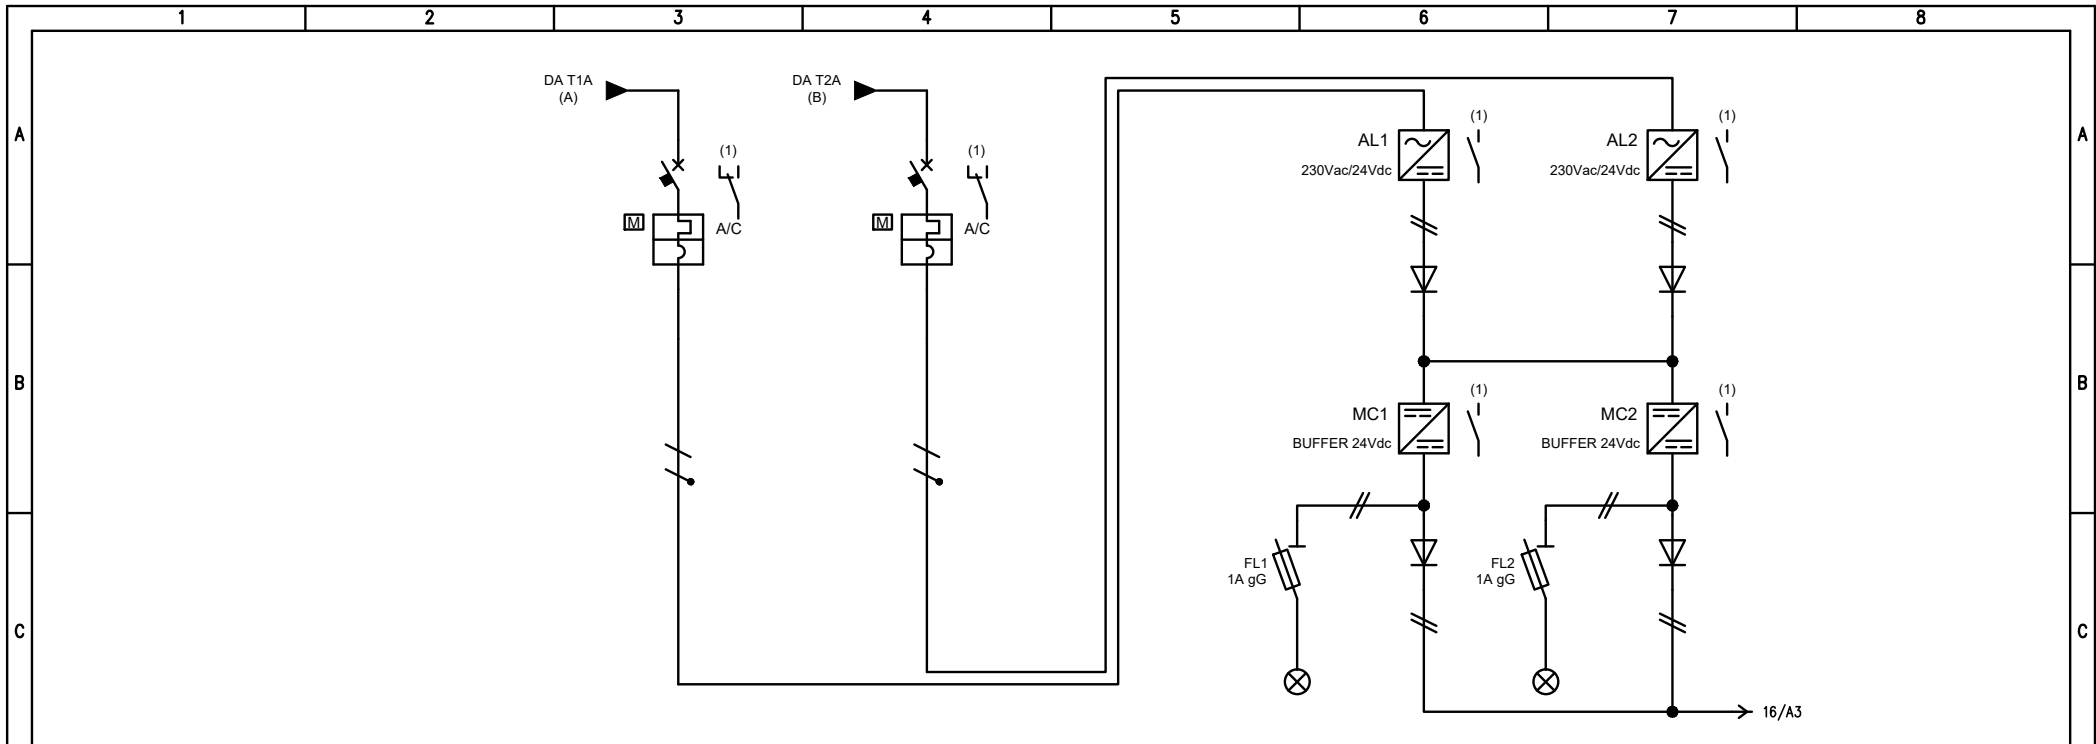 1 2 3 4 5 6 7 8
A A
DA T1A
(A)
DA T2A
(B)
(1)
M
A/C
(1)
M
A/C
AL1
230Vac/24Vdc
(1)
AL2
230Vac/24Vdc
(1)
B B
MC1
BUFFER 24Vdc
(1)
MC2
BUFFER 24Vdc
(1)
FL1
1A gG
FL2
1A gG
C C
16/A3